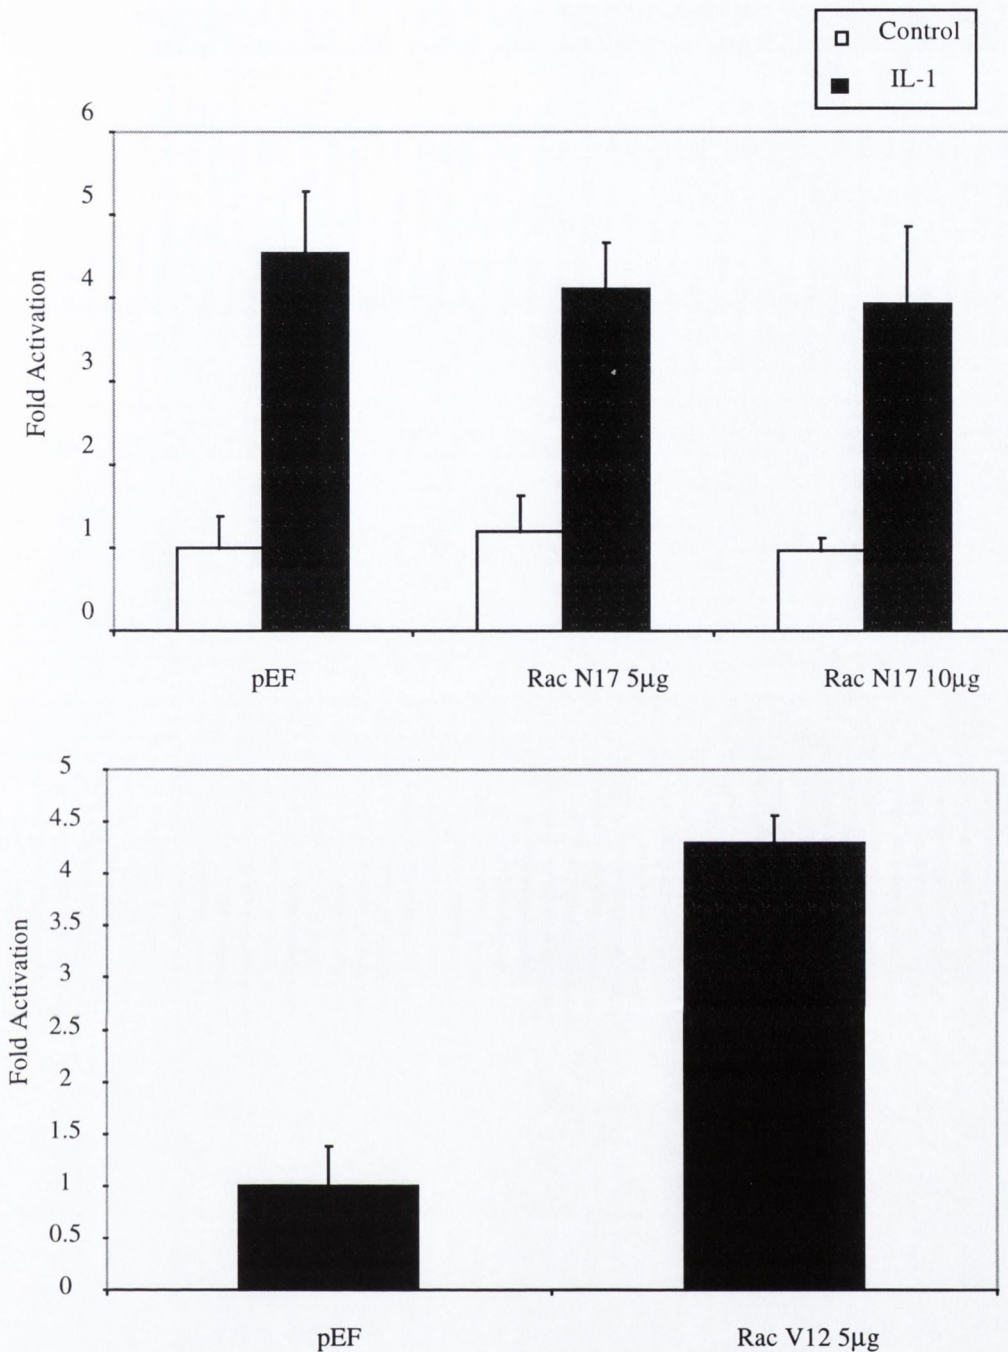 Control
IL-1
6
5
4
3
2
1
0
Fold Activation
pEF
Rac N17 5µg
Rac N17 10µg
5
4.5
4
3.5
3
2.5
2
1.5
1
0.5
0
Fold Activation
pEF
Rac V12 5µg